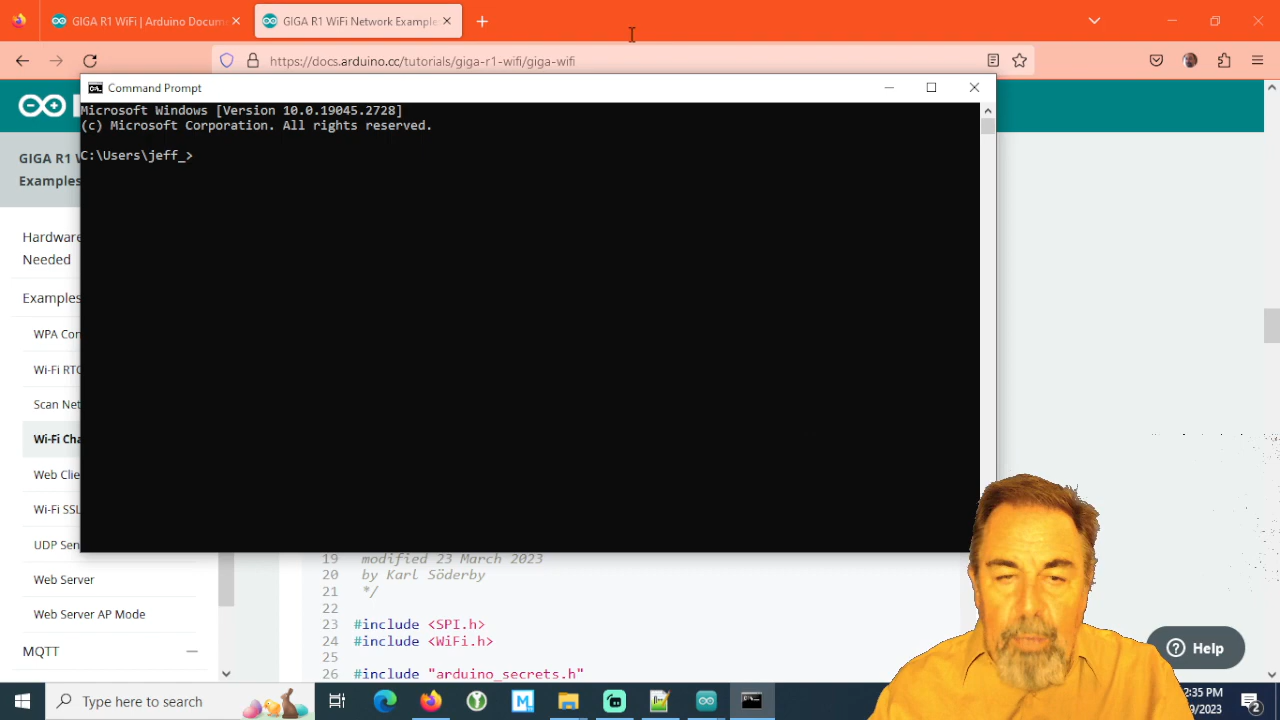 GIGA R1 WiFi | Arduino Docum
GIGA R1 WiFi Network Example
https://docs.arduino.cc/tutorials/giga-r1-wifi/giga-wifi
Command Prompt
Microsoft Windows [Version 10.0.19045.2728]
(c) Microsoft Corporation. All rights reserved.
C:\Users\jeff_>
GIGA R1 W
Examples
Hardware
Needed
Examples
WPA Con
Wi-Fi RTC
Scan Net
Wi-Fi Cha
Web Clie
Wi-Fi SSL
UDP Sen
Web Server
Web Server AP Mode
MQTT
19 modified 23 March 2023
20 by Karl Söderby
21 */
22
23 #include <SPI.h>
24 #include <WiFi.h>
25
26 #include "arduino_secrets.h"
Help
Type here to search
2:35 PM
/9/2023
2